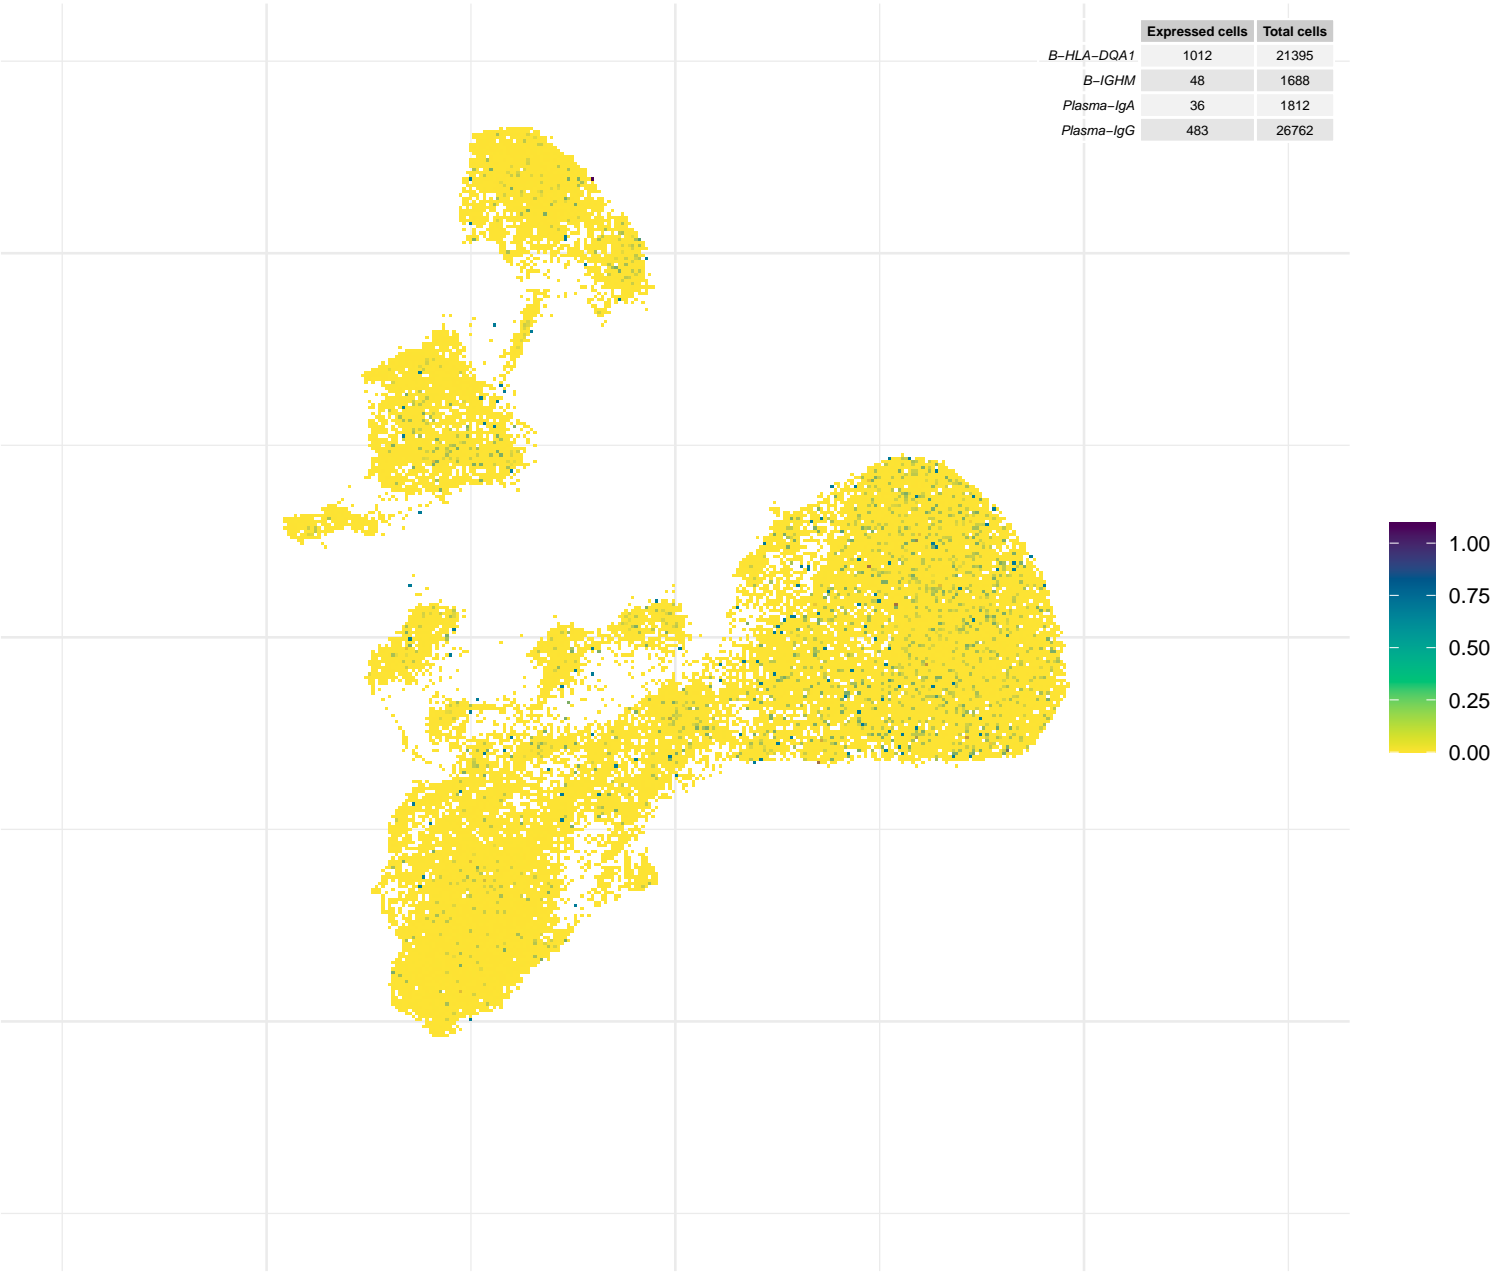 Expressed cells Total cells
B−HLA−DQA1 1012 21395
B−IGHM 48 1688
Plasma−IgA 36 1812
Plasma−IgG 483 26762
1.00
0.75
0.50
0.25
0.00